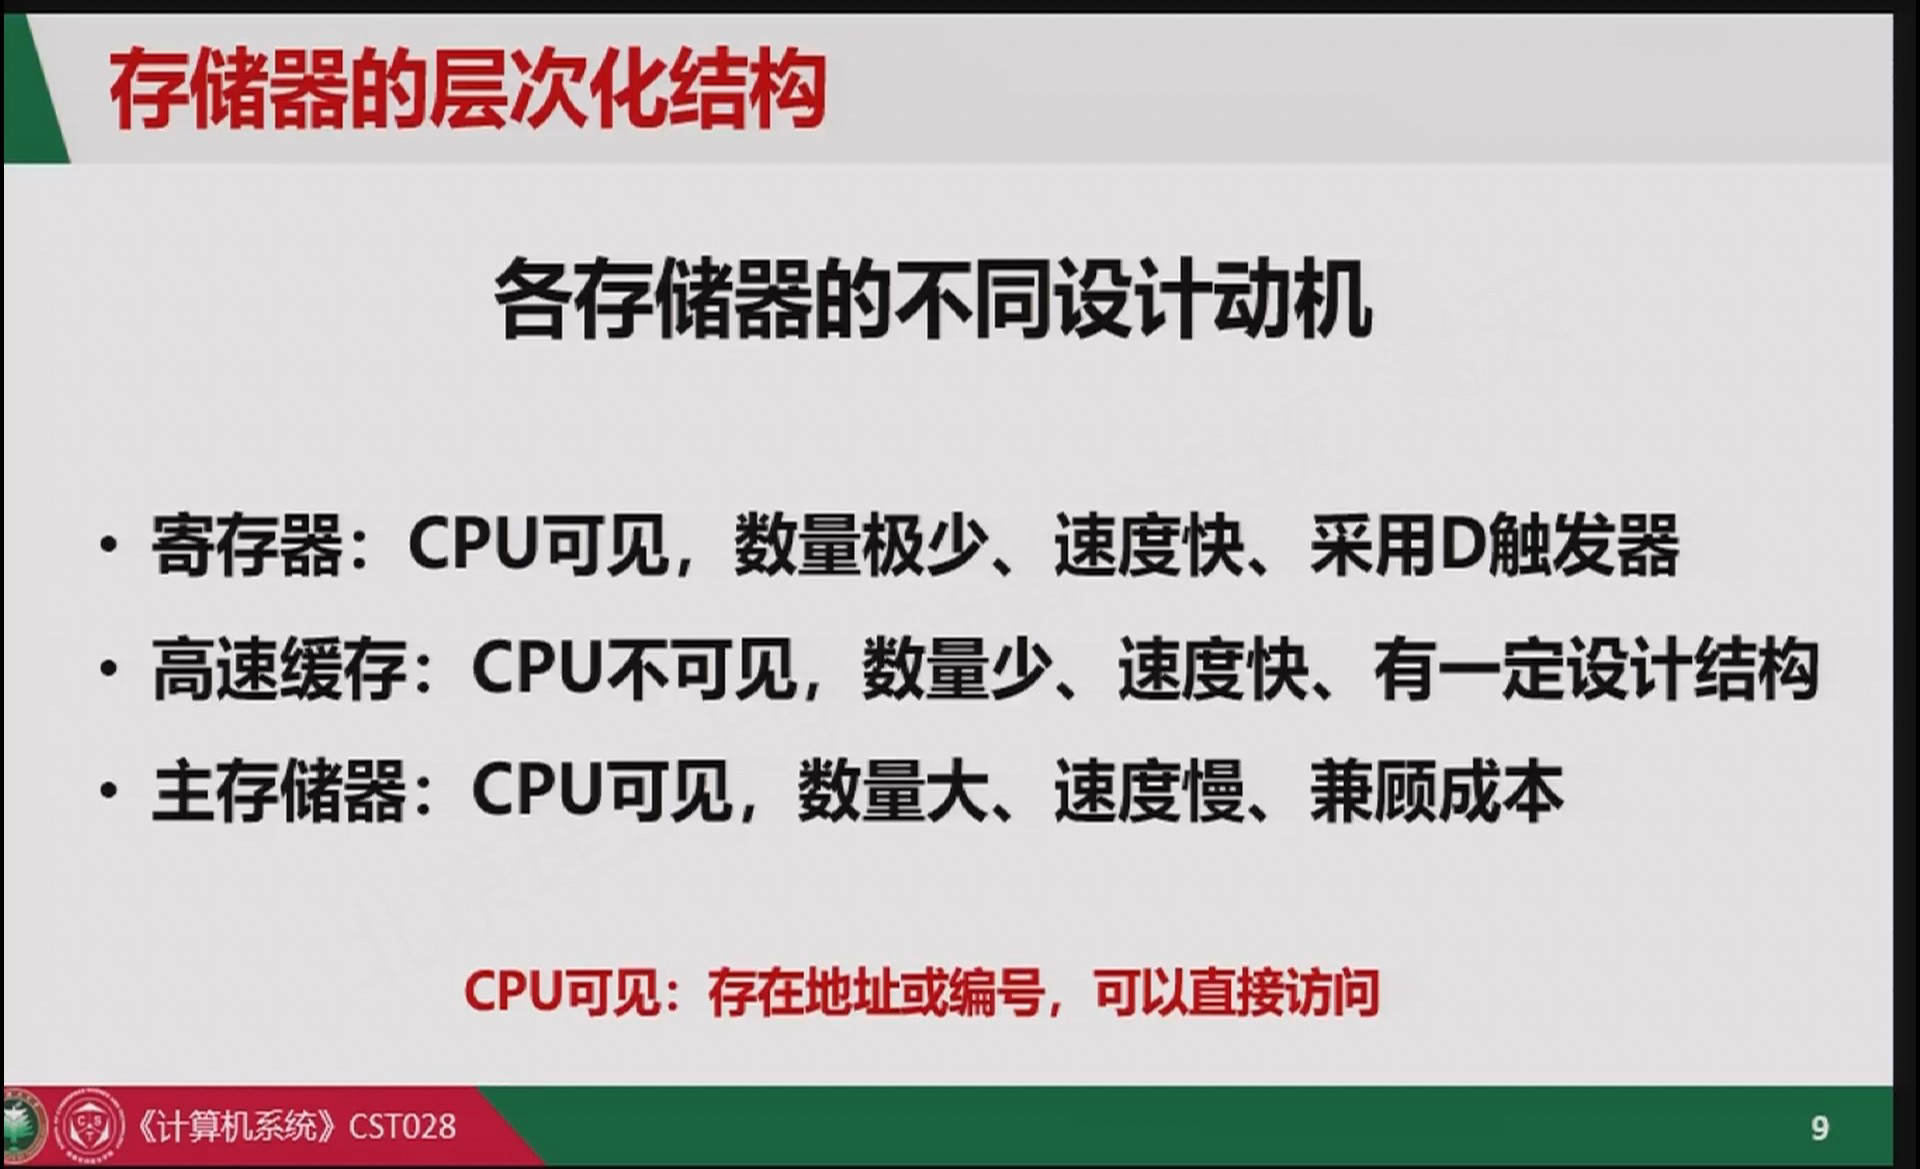 存储器的层次化结构
各存储器的不同设计动机
• 寄存器：CPU可见，数量极少、速度快、采用D触发器
• 高速缓存：CPU不可见，数量少、速度快、有一定设计结构
• 主存储器：CPU可见，数量大、速度慢、兼顾成本
CPU可见：存在地址或编号，可以直接访问
《计算机系统》CST028
9